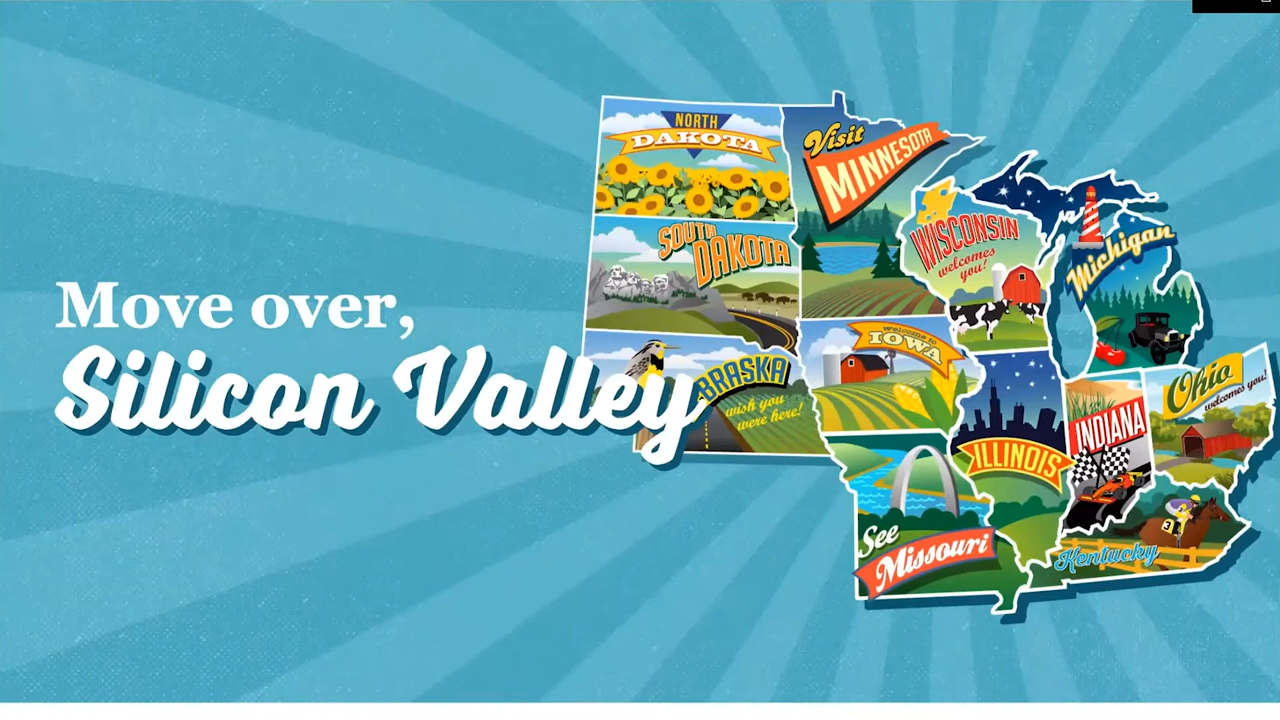 Move over,
Silicon Valley
NORTH
DAKOTA
Visit
MINNESOTA
SOUTH
DAKOTA
WISCONSIN
welcomes
you!
Michigan
BRASKA
wish you
were here!
welcome to
IOWA
ILLINOIS
INDIANA
Ohio
welcomes you!
See
Missouri
3
Kentucky